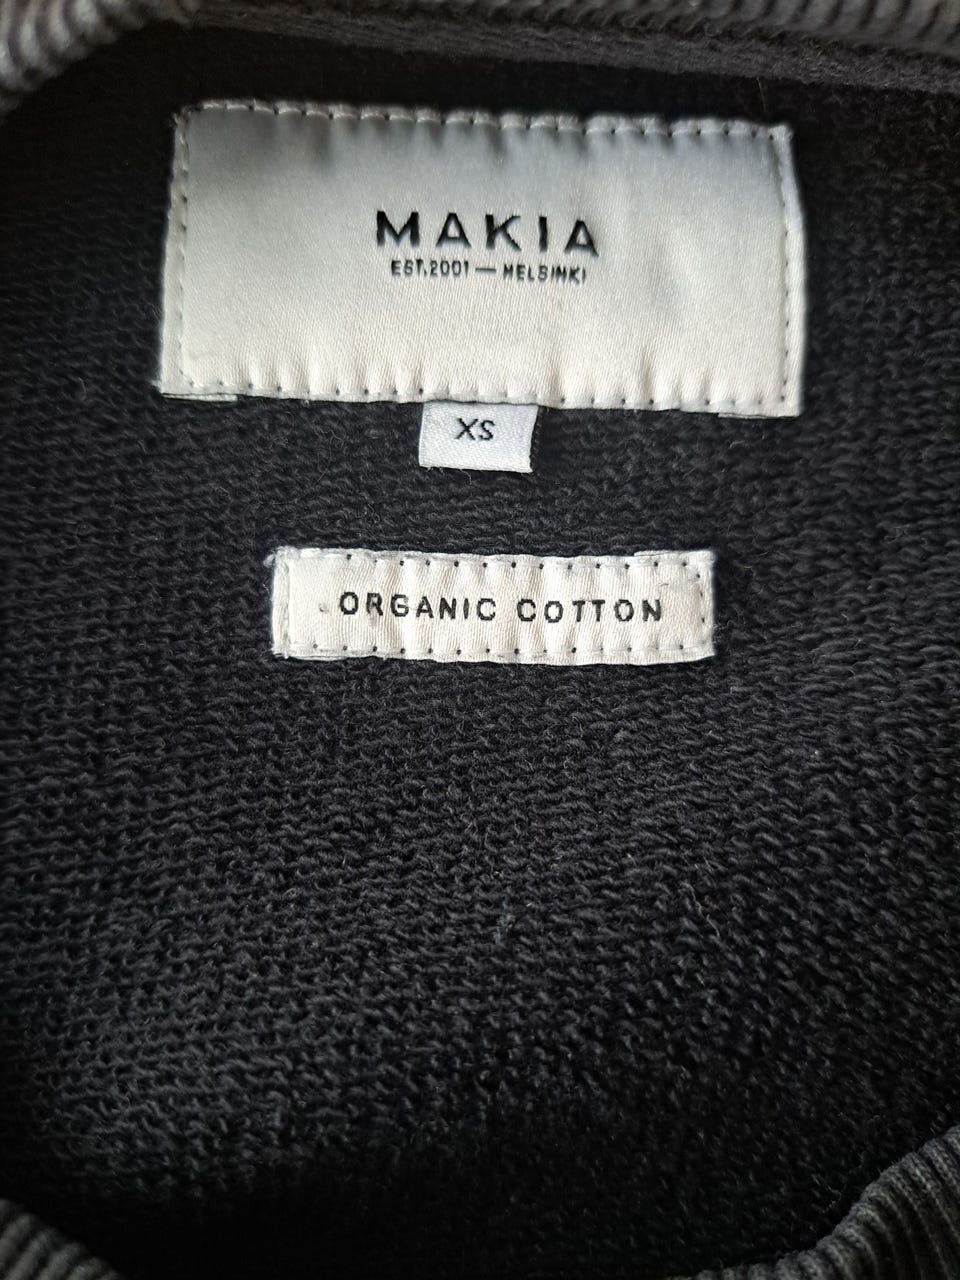 MAKIA
EST.2001 — HELSINKI
XS
ORGANIC COTTON